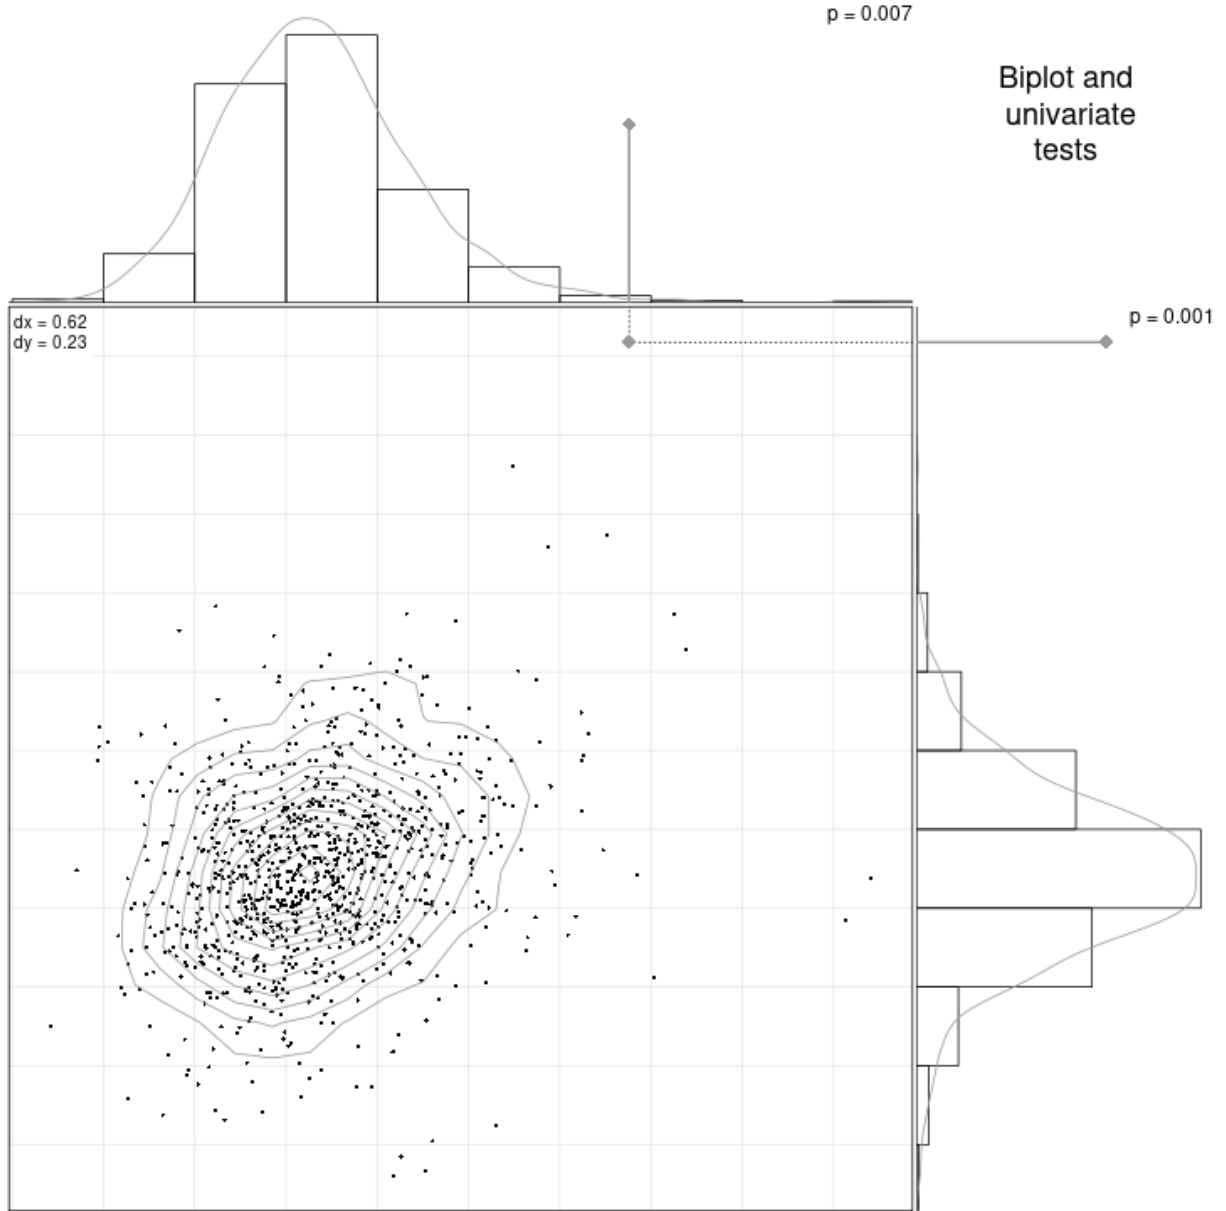 p = 0.007
Biplot and
univariate
tests
dx = 0.62
dy = 0.23
p = 0.001